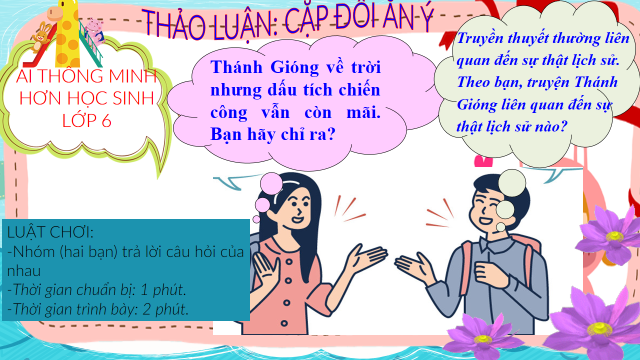 THẢO LUẬN: CẶP ĐÔI ĂN Ý
AI THÔNG MINH
HƠN HỌC SINH
LỚP 6
Thánh Gióng về trời
nhưng dấu tích chiến
công vẫn còn mãi.
Bạn hãy chỉ ra?
Truyền thuyết thường liên
quan đến sự thật lịch sử.
Theo bạn, truyện Thánh
Gióng liên quan đến sự
thật lịch sử nào?
LUẬT CHƠI:
-Nhóm (hai bạn) trả lời câu hỏi của
nhau
-Thời gian chuẩn bị: 1 phút.
-Thời gian trình bày: 2 phút.